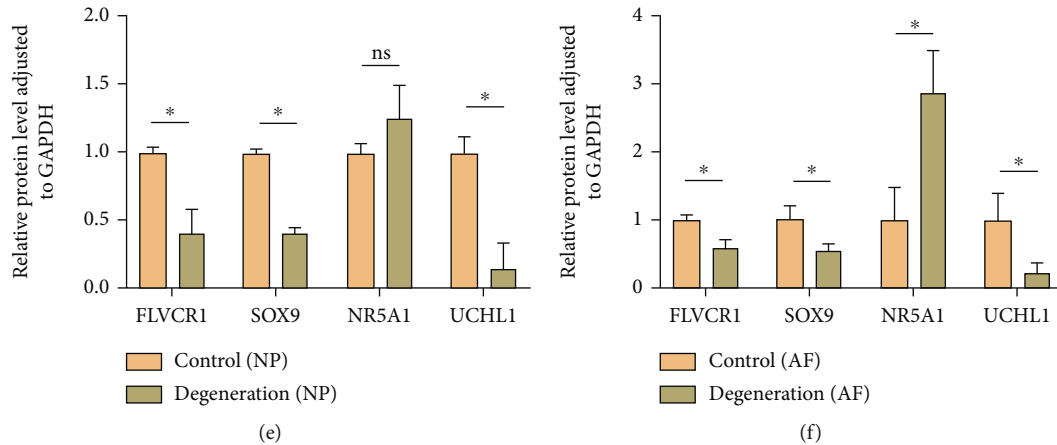 Relative protein level adjusted
to GAPDH
2.0
1.5
1.0
0.5
0.0
*
*
ns
*
FLVCR1 SOX9 NR5A1 UCHL1
Control (NP)
Degeneration (NP)
(e)
Relative protein level adjusted
to GAPDH
4
3
2
1
0
*
*
*
*
FLVCR1 SOX9 NR5A1 UCHL1
Control (AF)
Degeneration (AF)
(f)